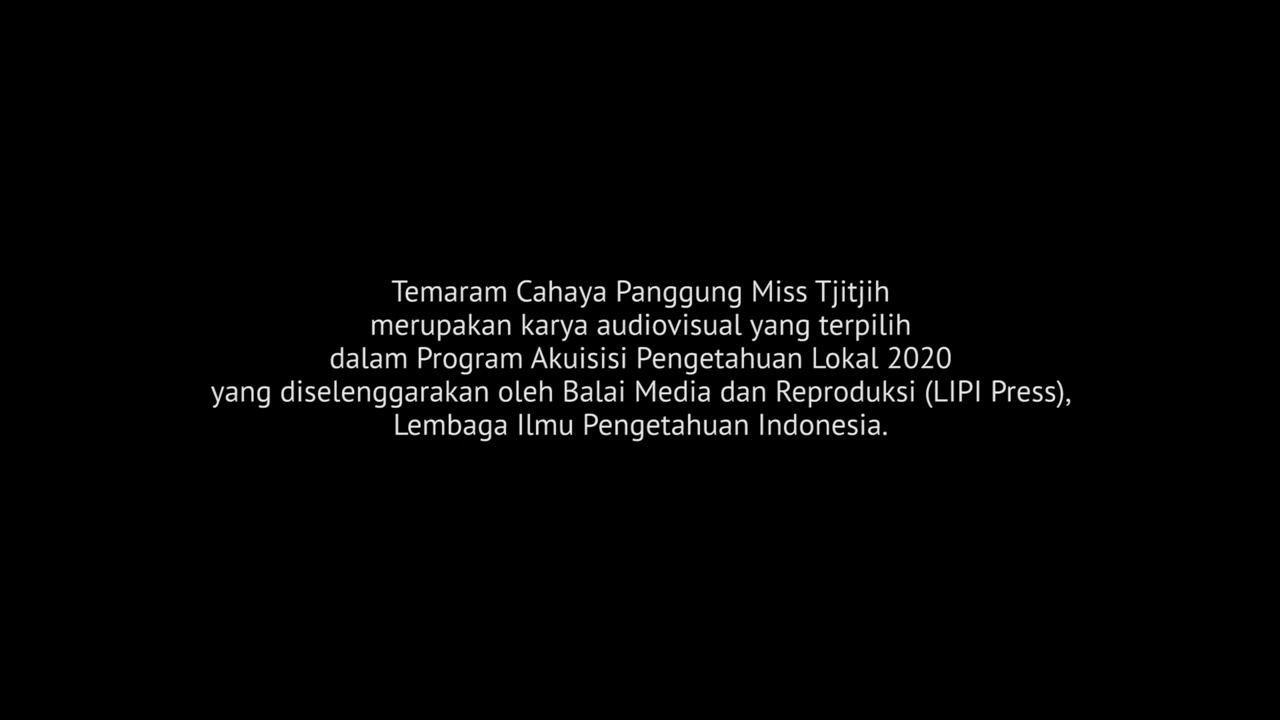 Temaram Cahaya Panggung Miss Tjitjih
merupakan karya audiovisual yang terpilih
dalam Program Akuisisi Pengetahuan Lokal 2020
yang diselenggarakan oleh Balai Media dan Reproduksi (LIPI Press),
Lembaga Ilmu Pengetahuan Indonesia.